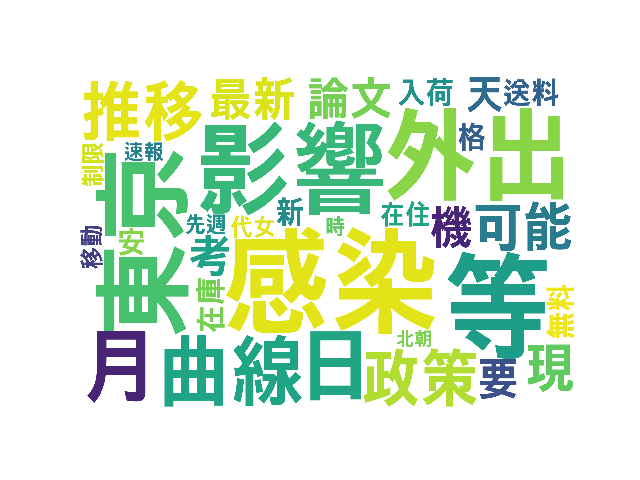 推移
最新
論文
入荷
天
送料
制限
速報
東京
影響
外出
格
移動
安
先週
代女
新
時
在住
機
可能
考
感染
等
在庫
無染
月
曲線
日
北朝
政策
要
現